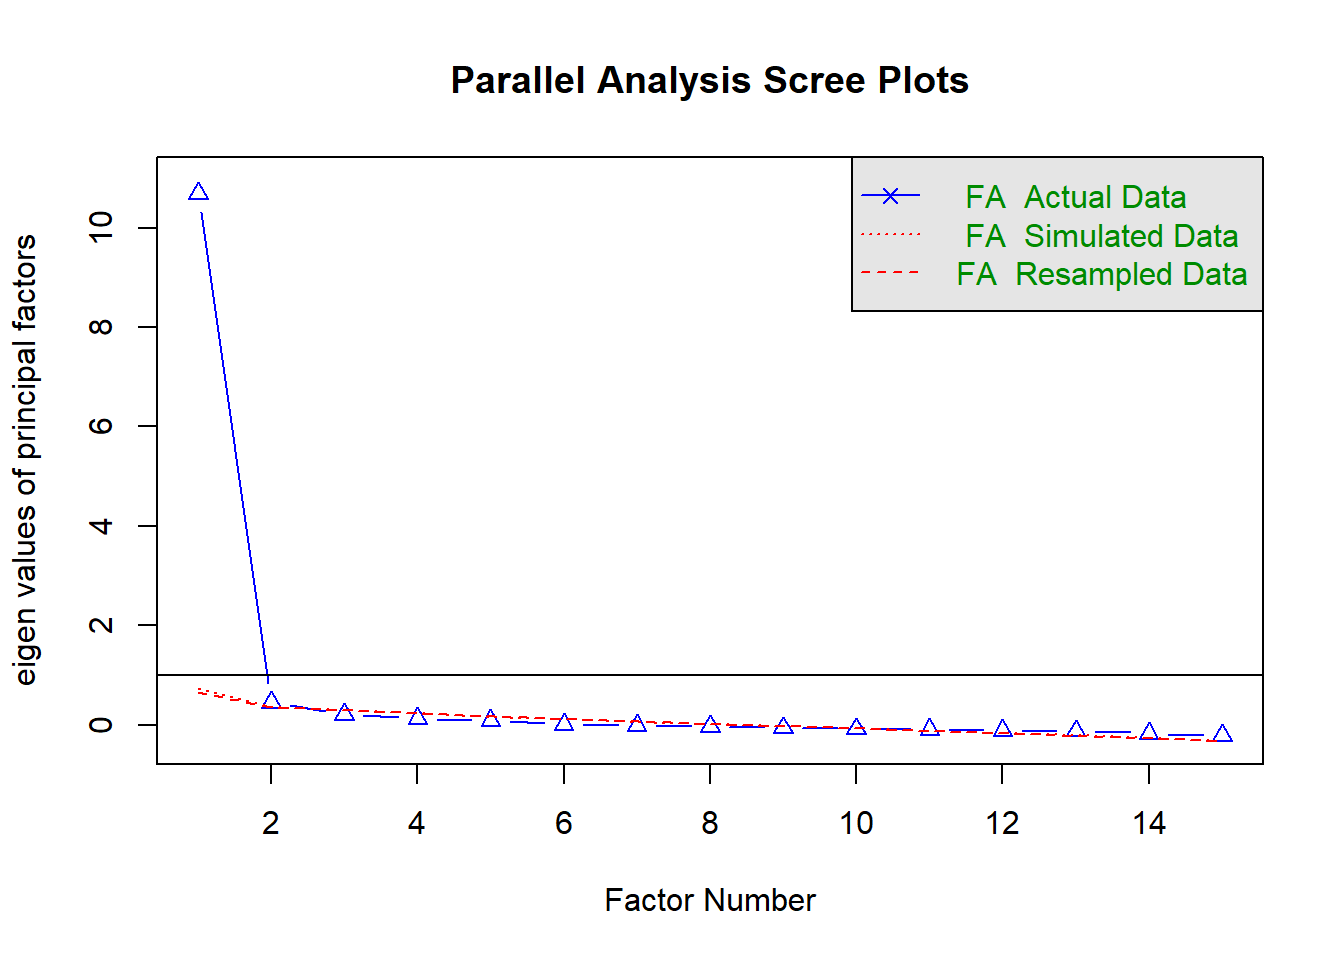 Parallel Analysis Scree Plots
eigen values of principal factors
10
8
6
4
2
0
FA Actual Data
FA Simulated Data
FA Resampled Data
2 4 6 8 10 12 14
Factor Number